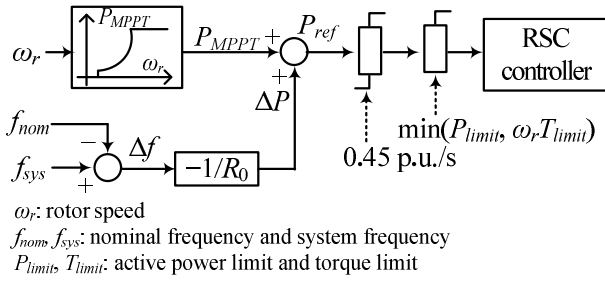 P_MPPT
ω_r
ω_r
P_MPPT
+
+
P_ref
RSC
controller
ΔP
f_nom
−
f_sys
+
Δf
−1/R_0
0.45 p.u./s
min(P_limit, ω_rT_limit)
ω_r: rotor speed
f_nom, f_sys: nominal frequency and system frequency
P_limit, T_limit: active power limit and torque limit